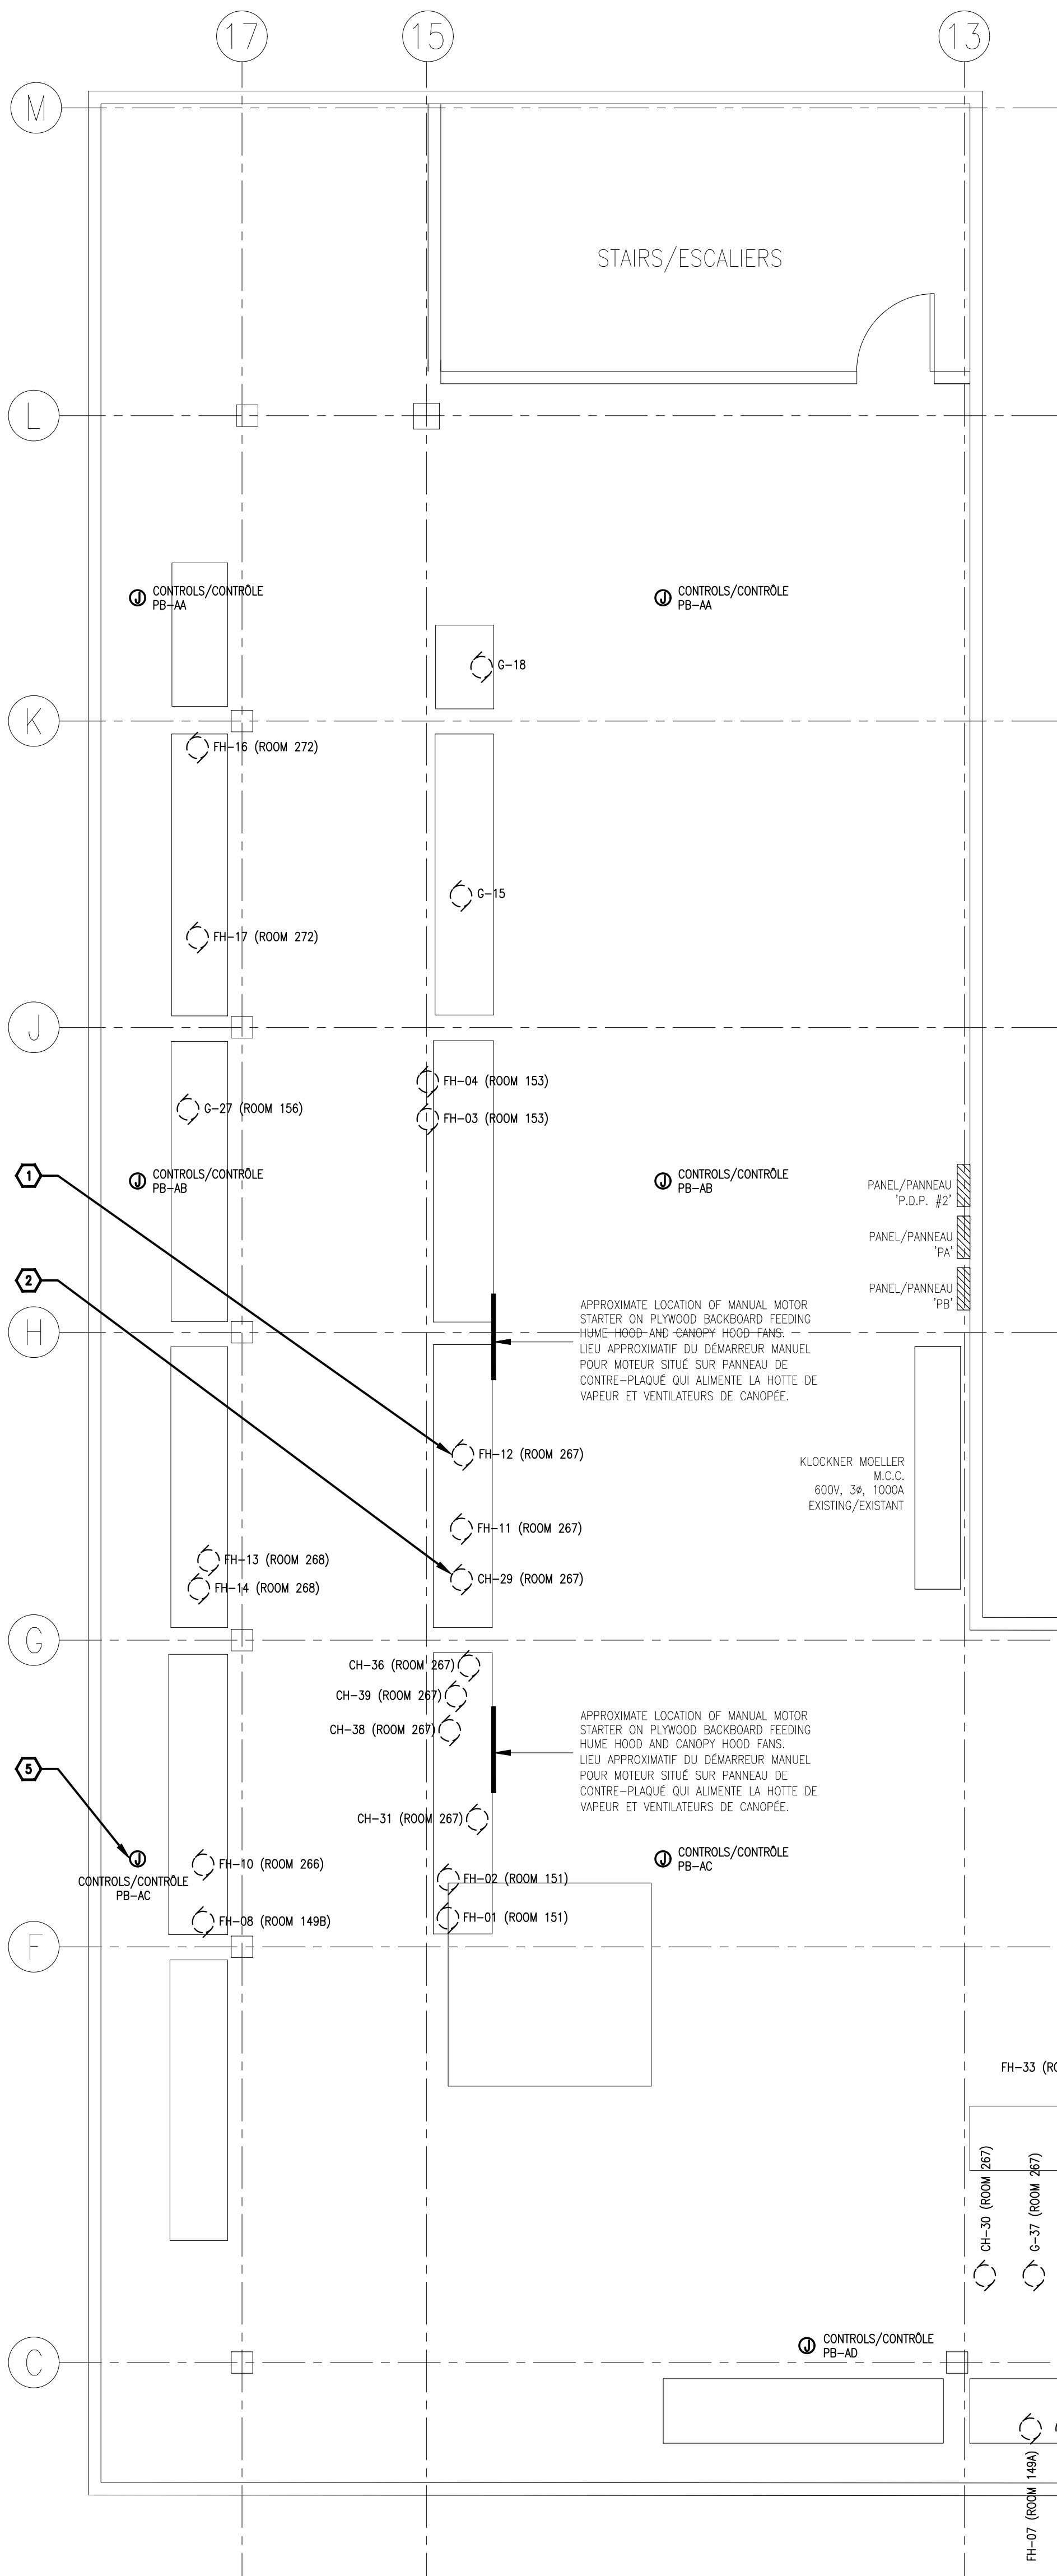 17
15
13
M
STAIRS/ESCALIERS
L
J CONTROLS/CONTRÔLE
PB-AA
J CONTROLS/CONTRÔLE
PB-AA
G-18
K
FH-16 (ROOM 272)
G-15
FH-17 (ROOM 272)
J
FH-04 (ROOM 153)
G-27 (ROOM 156)
FH-03 (ROOM 153)
1
J CONTROLS/CONTRÔLE
PB-AB
J CONTROLS/CONTRÔLE
PB-AB
PANEL/PANNEAU
'P.D.P. #2'
PANEL/PANNEAU
'PA'
2
PANEL/PANNEAU
'PB'
H
APPROXIMATE LOCATION OF MANUAL MOTOR
STARTER ON PLYWOOD BACKBOARD FEEDING
HUME HOOD AND CANOPY HOOD FANS.
LIEU APPROXIMATIF DU DÉMARREUR MANUEL
POUR MOTEUR SITUÉ SUR PANNEAU DE
CONTRE-PLAQUÉ QUI ALIMENTE LA HOTTE DE
VAPEUR ET VENTILATEURS DE CANOPÉE.
FH-12 (ROOM 267)
KLOCKNER MOELLER
M.C.C.
600V, 3ø, 1000A
EXISTING/EXISTANT
FH-11 (ROOM 267)
FH-13 (ROOM 268)
CH-29 (ROOM 267)
FH-14 (ROOM 268)
G
CH-36 (ROOM 267)
CH-39 (ROOM 267)
CH-38 (ROOM 267)
APPROXIMATE LOCATION OF MANUAL MOTOR
STARTER ON PLYWOOD BACKBOARD FEEDING
HUME HOOD AND CANOPY HOOD FANS.
LIEU APPROXIMATIF DU DÉMARREUR MANUEL
POUR MOTEUR SITUÉ SUR PANNEAU DE
CONTRE-PLAQUÉ QUI ALIMENTE LA HOTTE DE
VAPEUR ET VENTILATEURS DE CANOPÉE.
5
CH-31 (ROOM 267)
J
CONTROLS/CONTRÔLE
PB-AC
FH-10 (ROOM 266)
J CONTROLS/CONTRÔLE
PB-AC
FH-02 (ROOM 151)
FH-08 (ROOM 149B)
FH-01 (ROOM 151)
F
FH-33 (RO
CH-30 (ROOM 267)
G-37 (ROOM 267)
J CONTROLS/CONTRÔLE
PB-AD
C
FH-07 (ROOM 149A)